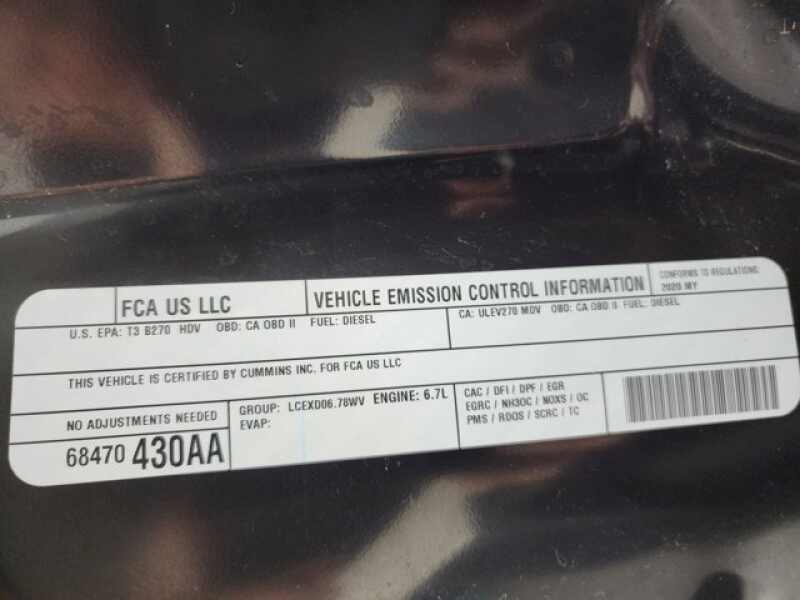 FCA US LLC
VEHICLE EMISSION CONTROL INFORMATION
CONFORMS TO REGULATIONS:
2020 MY
U.S. EPA: T3 B270 HDV OBD: CA OBD II FUEL: DIESEL
CA: ULEV270 MDV OBD: CA OBD II FUEL: DIESEL
THIS VEHICLE IS CERTIFIED BY CUMMINS INC. FOR FCA US LLC
NO ADJUSTMENTS NEEDED
68470 430AA
GROUP: LCEXD06.78WV ENGINE: 6.7L
EVAP:
CAC / DFI / DPF / EGR
EGRC / NH3OC / NOXS / OC
PMS / RDQS / SCRC / TC